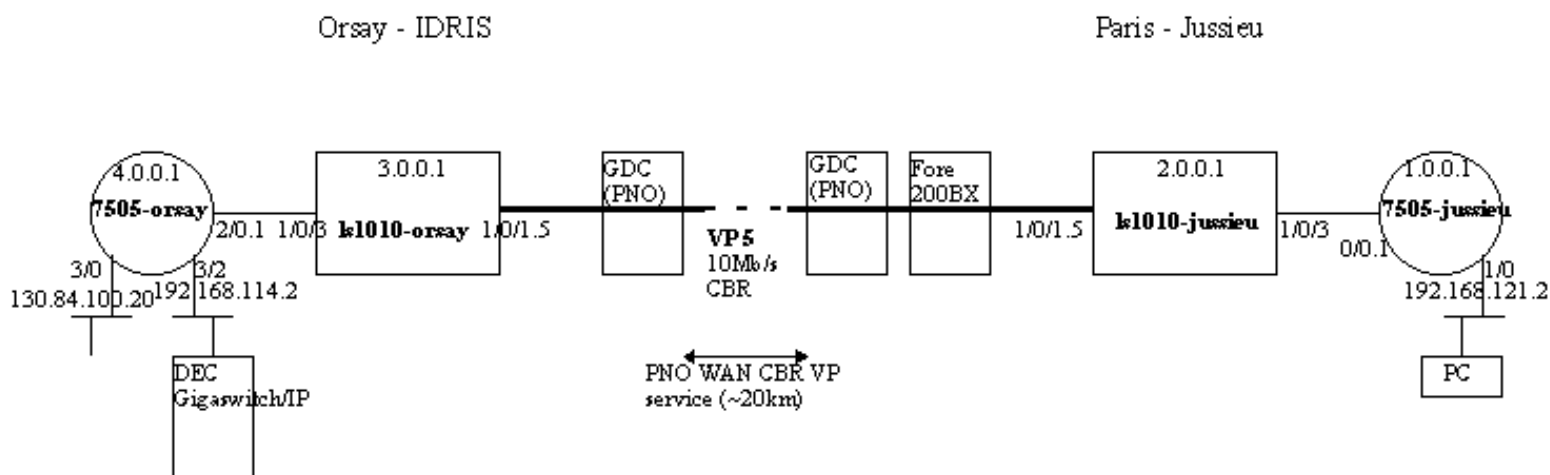 Orsay - IDRIS
Paris - Jussieu
4.0.0.1
7505-orsay
2/0.1
3/0
3/2
130.84.100.20
192.168.114.2
DEC
Gigaswitch/IP
3.0.0.1
1/0/3
ls1010-orsay
1/0/1.5
GDC
(PNO)
VP5
10Mb/s
CBR
PNO WAN CBR VP
service (~20km)
GDC
(PNO)
Fore
200BX
2.0.0.1
1/0/1.5
ls1010-jussieu
1/0/3
1.0.0.1
7505-jussieu
0/0.1
1/0
192.168.121.2
PC